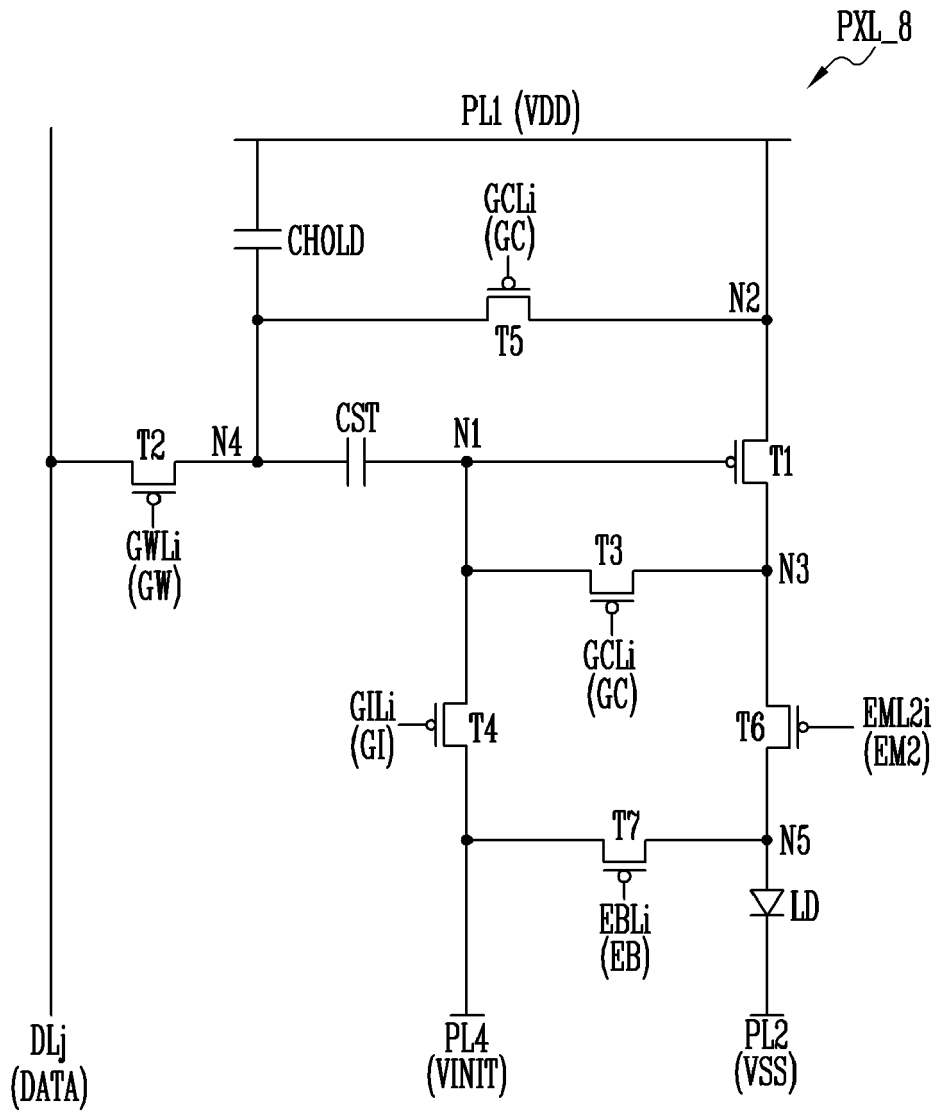 PXL_8
PL1 (VDD)
GCLi
(GC)
CHOLD
N2
T5
CST
T2
N4
N1
T1
GWLi
(GW)
T3
N3
GCLi
(GC)
GILi
(GI)
T4
T6
EML2i
(EM2)
T7
N5
EBLi
(EB)
LD
DLj
(DATA)
PL4
(VINIT)
PL2
(VSS)